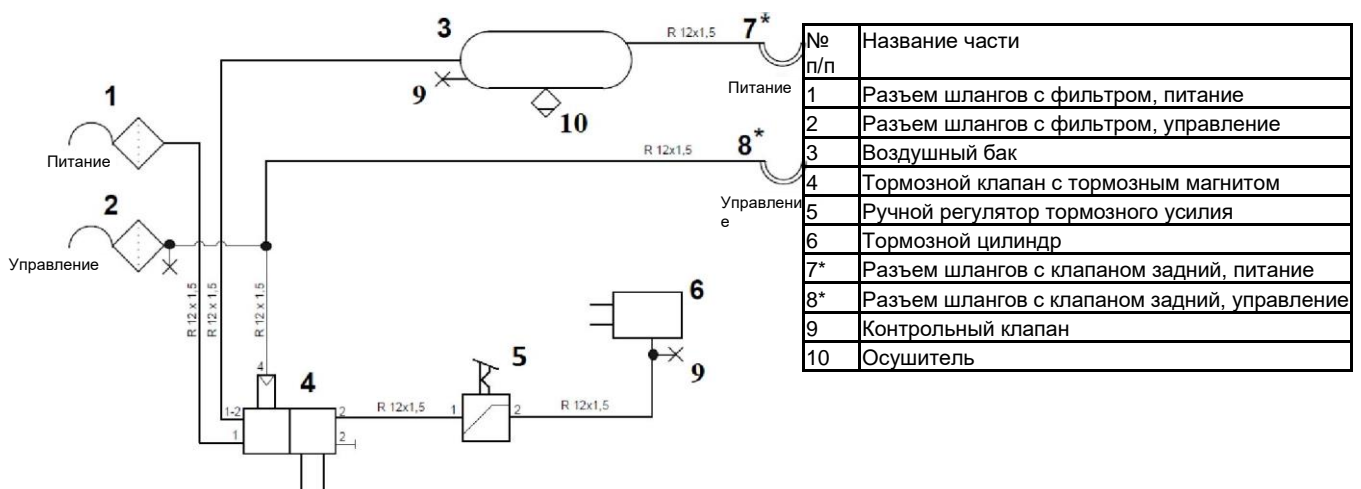 3
R 12x1,5
7*
Питание
9
10
1
Питание
R 12x1,5
8*
Управлени
е
2
Управление
R 12 x 1,5
R 12 x 1,5
R 12 x 1,5
6
9
5
4
4
1-2
1
2
2
R 12x1,5
1
2
R 12x1,5
№
п/п
Название части
1 Разъем шлангов с фильтром, питание
2 Разъем шлангов с фильтром, управление
3 Воздушный бак
4 Тормозной клапан с тормозным магнитом
5 Ручной регулятор тормозного усилия
6 Тормозной цилиндр
7* Разъем шлангов с клапаном задний, питание
8* Разъем шлангов с клапаном задний, управление
9 Контрольный клапан
10 Осушитель